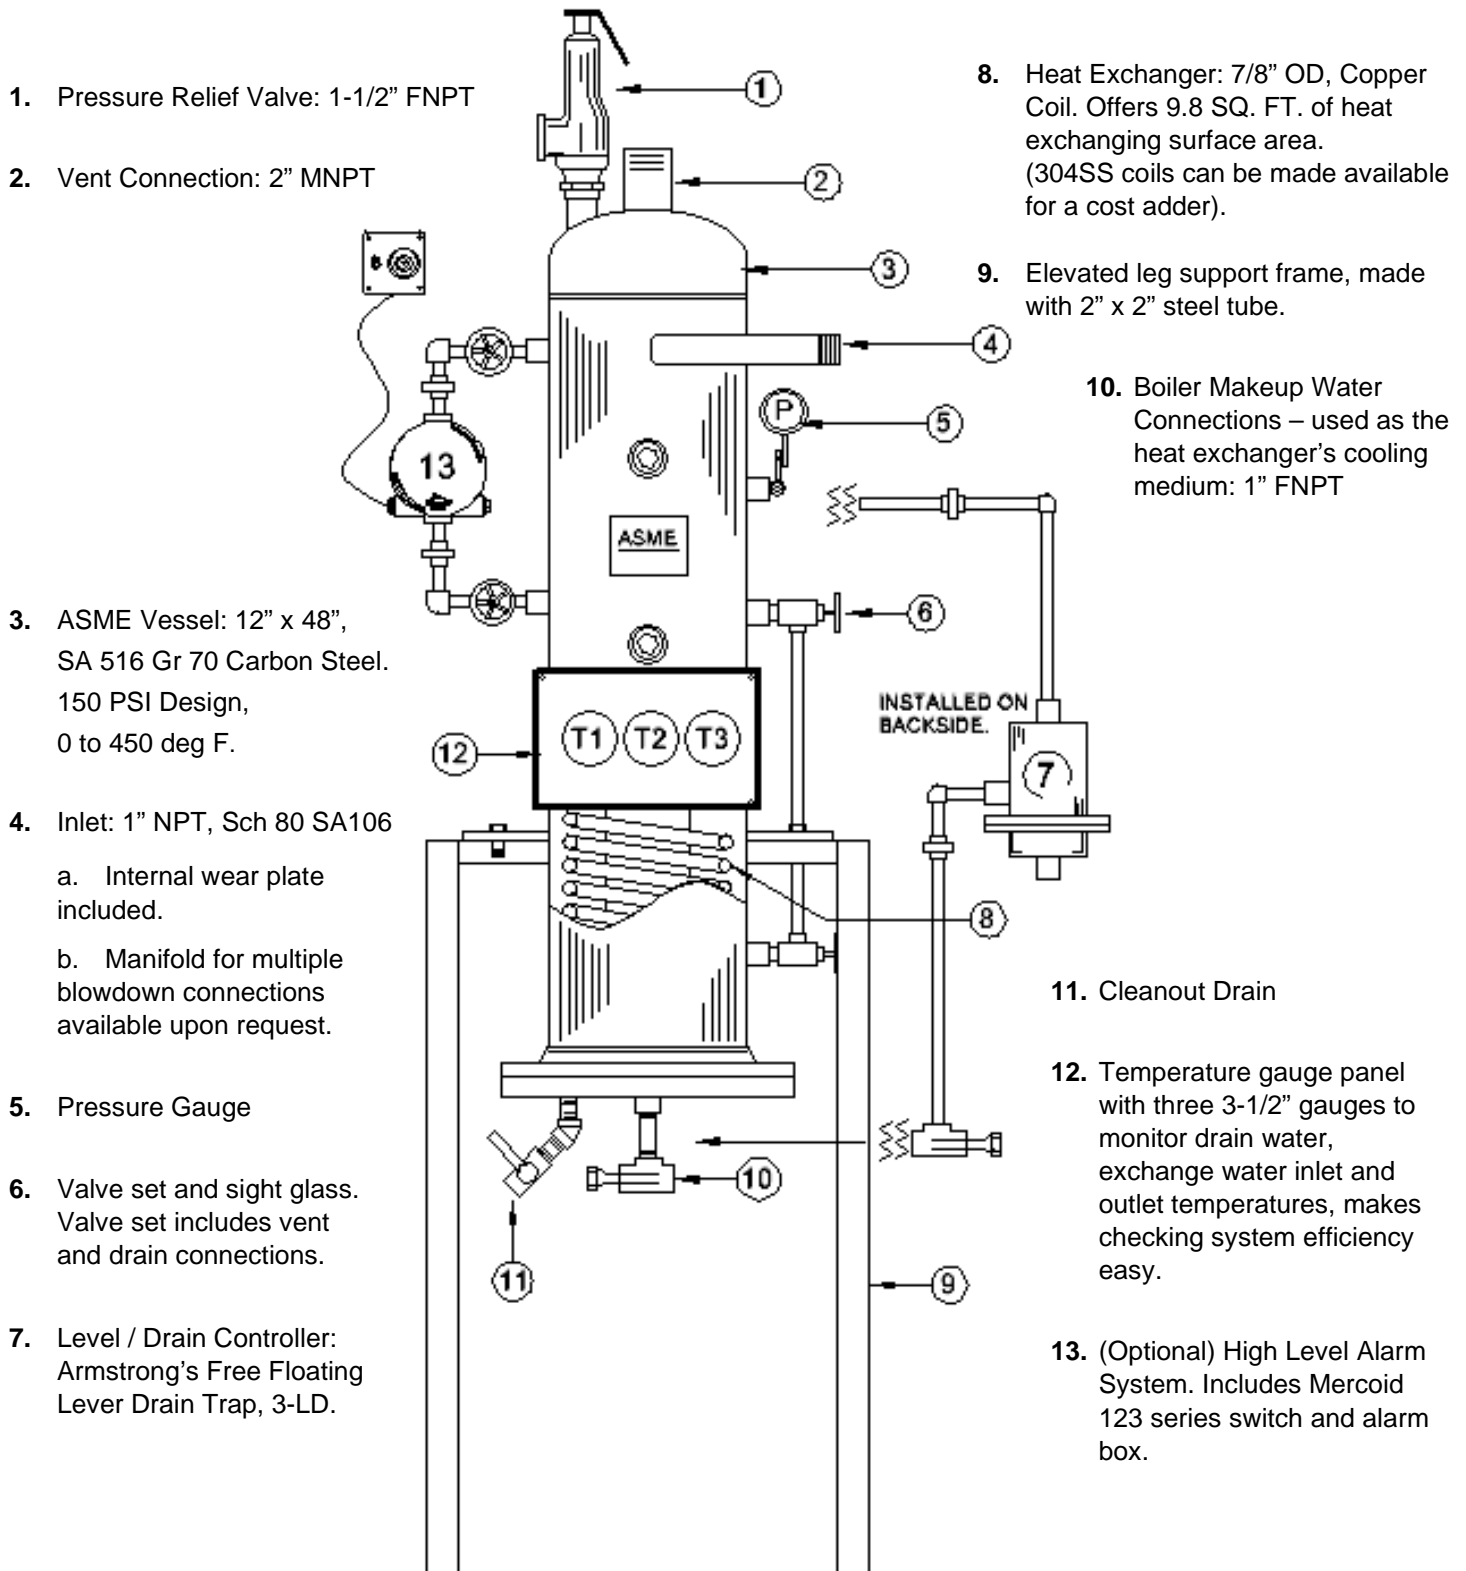 1. Pressure Relief Valve: 1-1/2” FNPT
2. Vent Connection: 2” MNPT
3. ASME Vessel: 12” x 48”,
SA 516 Gr 70 Carbon Steel.
150 PSI Design,
0 to 450 deg F.
4. Inlet: 1” NPT, Sch 80 SA106
a. Internal wear plate
included.
b. Manifold for multiple
blowdown connections
available upon request.
5. Pressure Gauge
6. Valve set and sight glass.
Valve set includes vent
and drain connections.
7. Level / Drain Controller:
Armstrong’s Free Floating
Lever Drain Trap, 3-LD.
1
2
3
4
P
5
13
ASME
6
INSTALLED ON
BACKSIDE.
T1 T2 T3
12
7
8
10
11
9
8. Heat Exchanger: 7/8” OD, Copper
Coil. Offers 9.8 SQ. FT. of heat
exchanging surface area.
(304SS coils can be made available
for a cost adder).
9. Elevated leg support frame, made
with 2” x 2” steel tube.
10. Boiler Makeup Water
Connections – used as the
heat exchanger’s cooling
medium: 1” FNPT
11. Cleanout Drain
12. Temperature gauge panel
with three 3-1/2” gauges to
monitor drain water,
exchange water inlet and
outlet temperatures, makes
checking system efficiency
easy.
13. (Optional) High Level Alarm
System. Includes Mercoid
123 series switch and alarm
box.